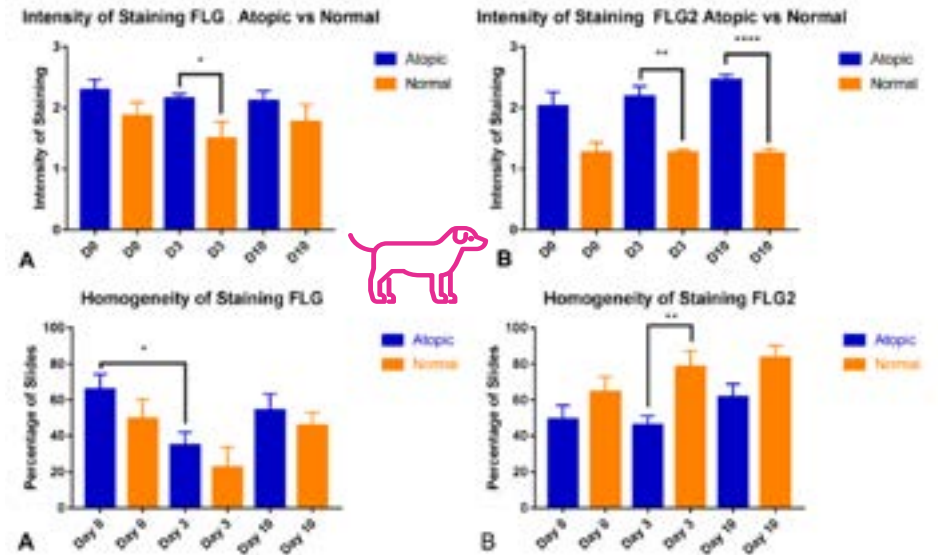 Intensity of Staining FLG . Atopic vs Normal
Intensity of Staining
3
2
1
0
*
Atopic
Normal
D0 D0 D3 D3 D10 D10
A
Intensity of Staining FLG2 Atopic vs Normal
Intensity of Staining
3
2
1
0
**
****
Atopic
Normal
D0 D0 D3 D3 D10 D10
B
Homogeneity of Staining FLG
Percentage of Slides
100
80
60
40
20
0
*
Atopic
Normal
Day 0 Day 0 Day 3 Day 3 Day 10 Day 10
A
Homogeneity of Staining FLG2
Percentage of Slides
100
80
60
40
20
0
**
Atopic
Normal
Day 0 Day 0 Day 3 Day 3 Day 10 Day 10
B